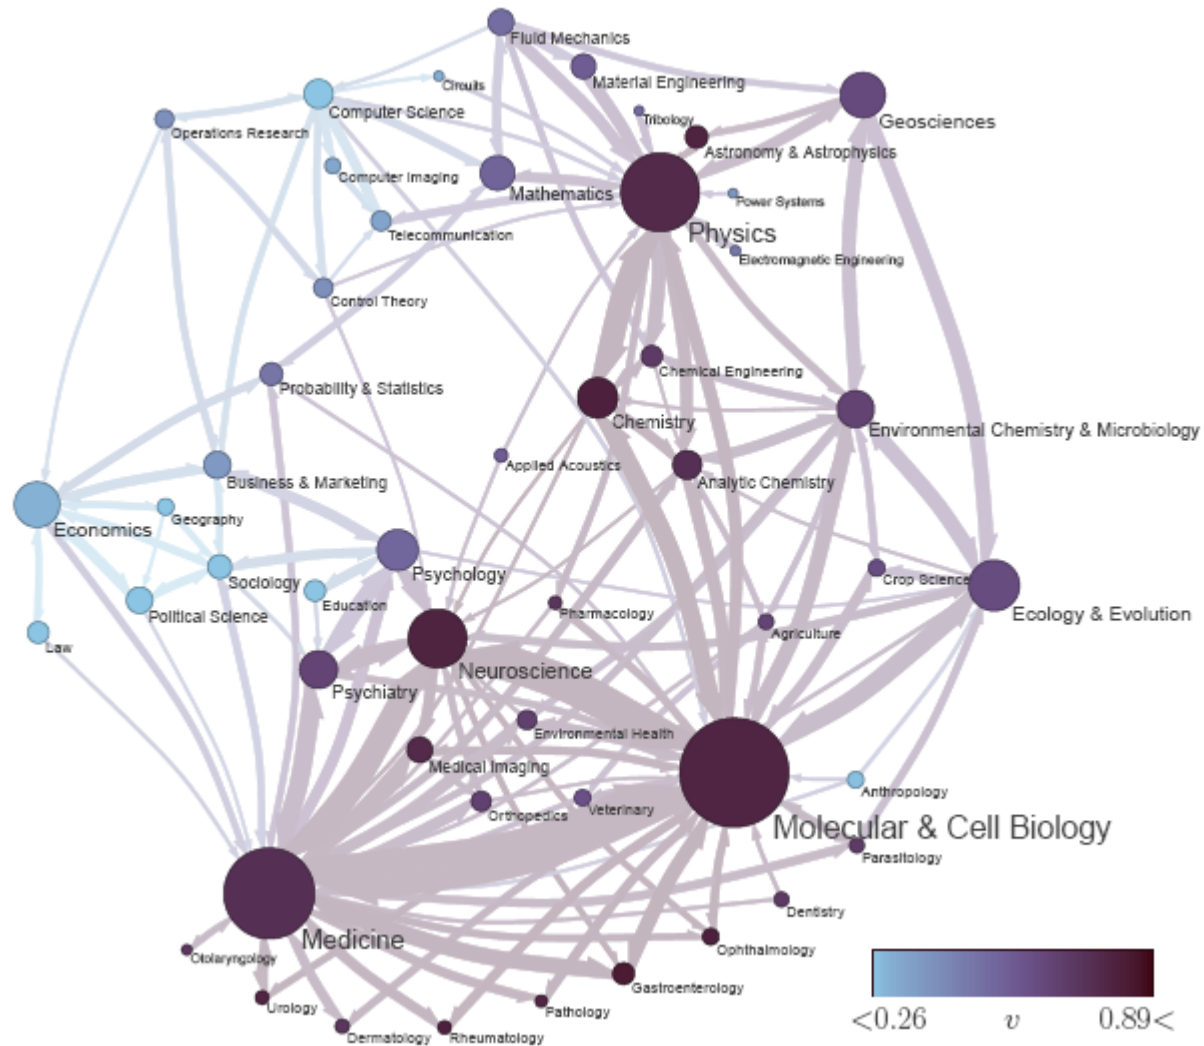 Fluid Mechanics
Circuits
Material Engineering
Computer Science
Tribology
Geosciences
Operations Research
Astronomy & Astrophysics
Computer Imaging
Mathematics
Power Systems
Physics
Telecommunication
Electromagnetic Engineering
Control Theory
Chemical Engineering
Probability & Statistics
Chemistry
Environmental Chemistry & Microbiology
Applied Acoustics
Business & Marketing
Analytic Chemistry
Geography
Economics
Psychology
Sociology
Crop Science
Education
Pharmacology
Political Science
Ecology & Evolution
Agriculture
Law
Neuroscience
Psychiatry
Environmental Health
Medical Imaging
Anthropology
Orthopedics
Veterinary
Molecular & Cell Biology
Parasitology
Dentistry
Medicine
Ophthalmology
Otolaryngology
Gastroenterology
Urology
Pathology
Dermatology
Rheumatology
<0.26 v 0.89<